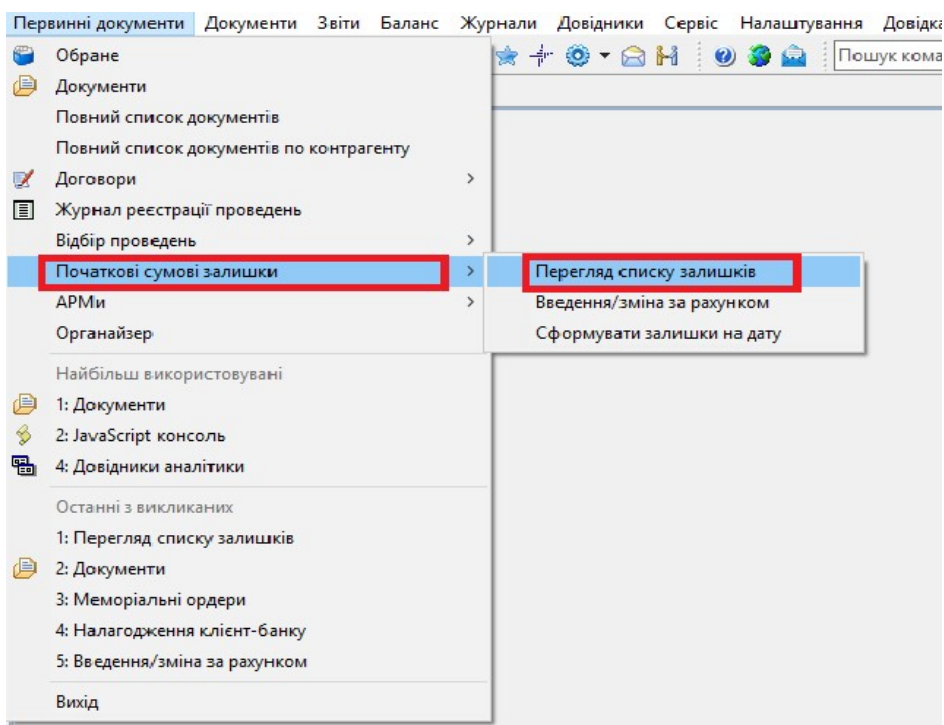 Первинні документи Документи Звіти Баланс Журнали Довідники Сервіс Налаштування Довідка
Обране
Пошук кома
Документи
Повний список документів
Повний список документів по контрагенту
Договори
Журнал реєстрації проведень
Відбір проведень
Початкові сумові залишки
Перегляд списку залишків
АРМи
Введення/зміна за рахунком
Органайзер
Сформувати залишки на дату
Найбільш використовувані
1: Документи
2: JavaScript консоль
4: Довідники аналітики
Останні з викликаних
1: Перегляд списку залишків
2: Документи
3: Меморіальні ордери
4: Налагодження клієнт-банку
5: Введення/зміна за рахунком
Вихід